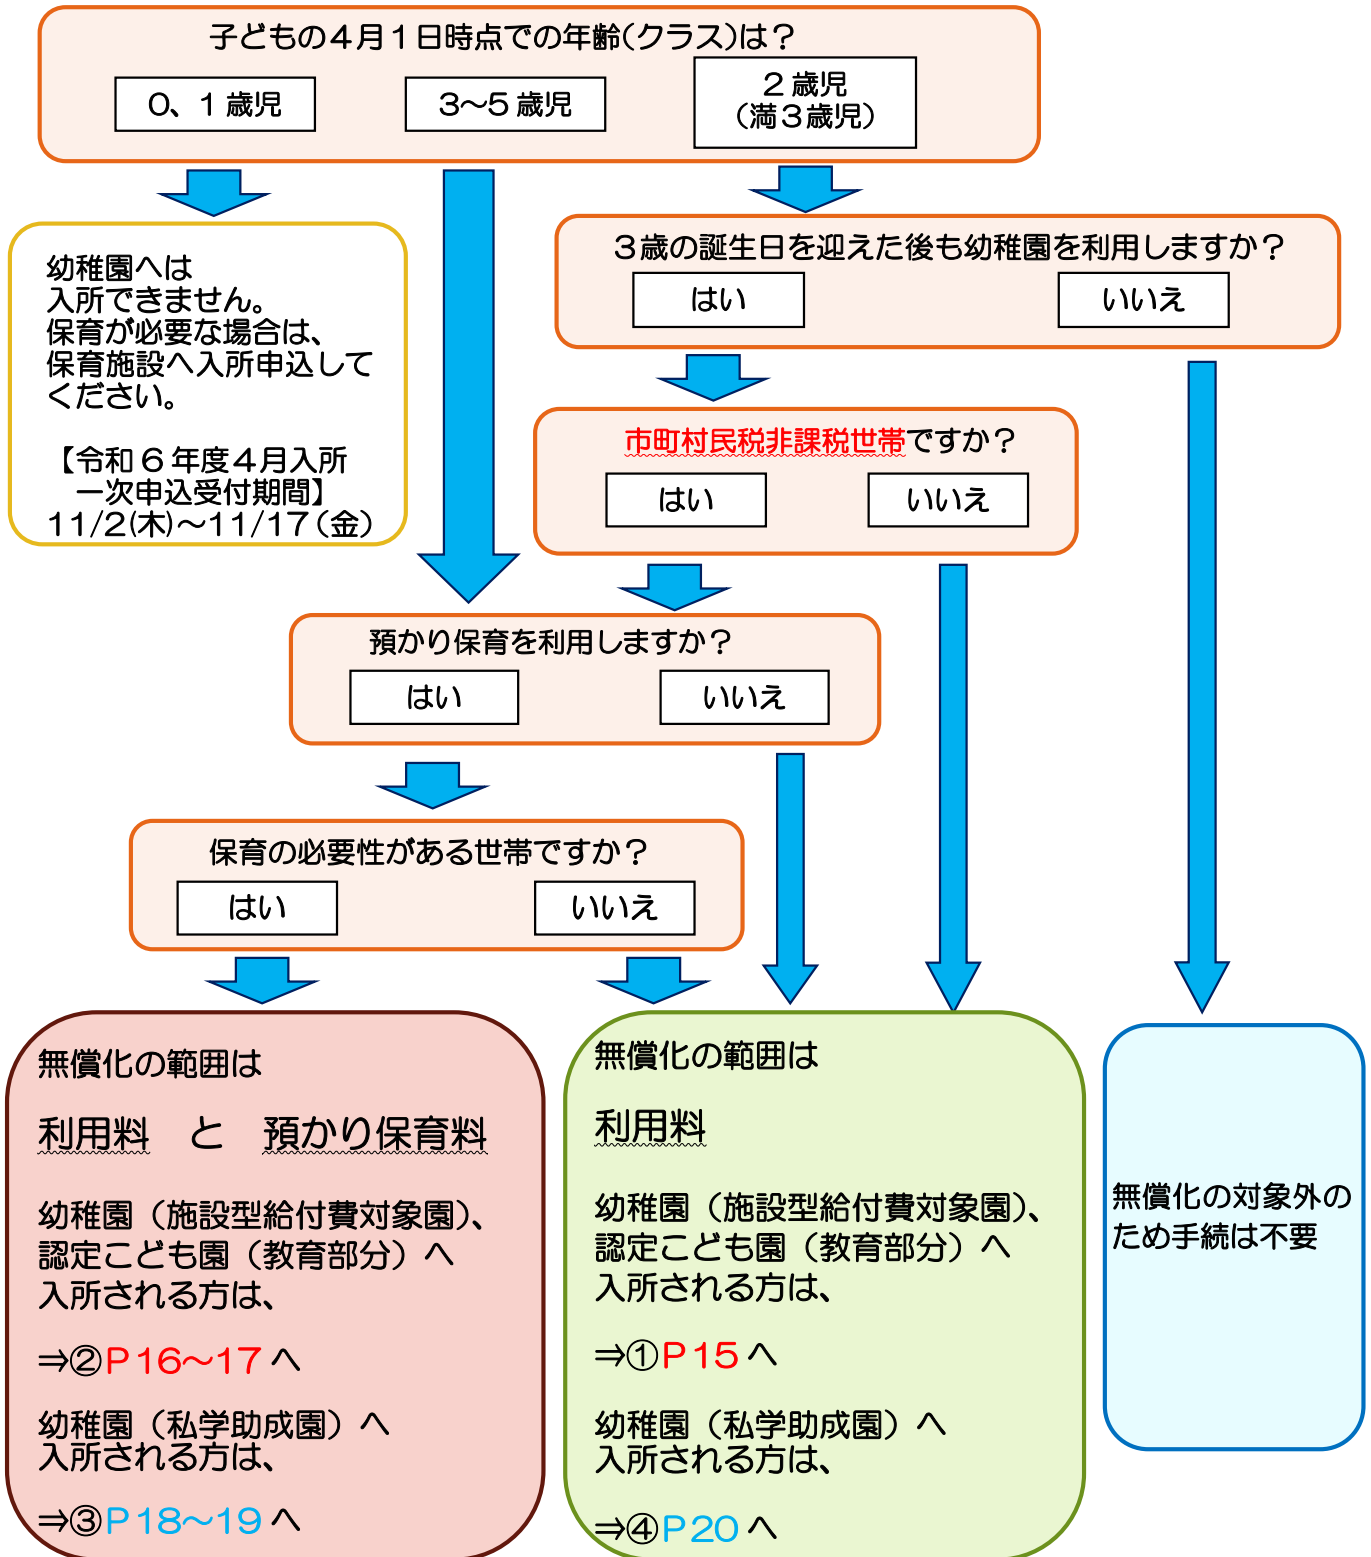 子どもの４月１日時点での年齢(クラス)は？
０、１歳児
３～５歳児
２歳児
（満３歳児）
幼稚園へは
入所できません。
保育が必要な場合は、
保育施設へ入所申込して
ください。
【令和６年度４月入所
一次申込受付期間】
11/2(木)～11/17（金）
３歳の誕生日を迎えた後も幼稚園を利用しますか？
はい
いいえ
市町村民税非課税世帯ですか？
はい
いいえ
預かり保育を利用しますか？
はい
いいえ
保育の必要性がある世帯ですか？
はい
いいえ
無償化の範囲は
利用料　と　預かり保育料
幼稚園（施設型給付費対象園）、
認定こども園（教育部分）へ
入所される方は、
⇒②Ｐ16～17へ
幼稚園（私学助成園）へ
入所される方は、
⇒③Ｐ18～19へ
無償化の範囲は
利用料
幼稚園（施設型給付費対象園）、
認定こども園（教育部分）へ
入所される方は、
⇒①Ｐ15へ
幼稚園（私学助成園）へ
入所される方は、
⇒④Ｐ20へ
無償化の対象外の
ため手続は不要